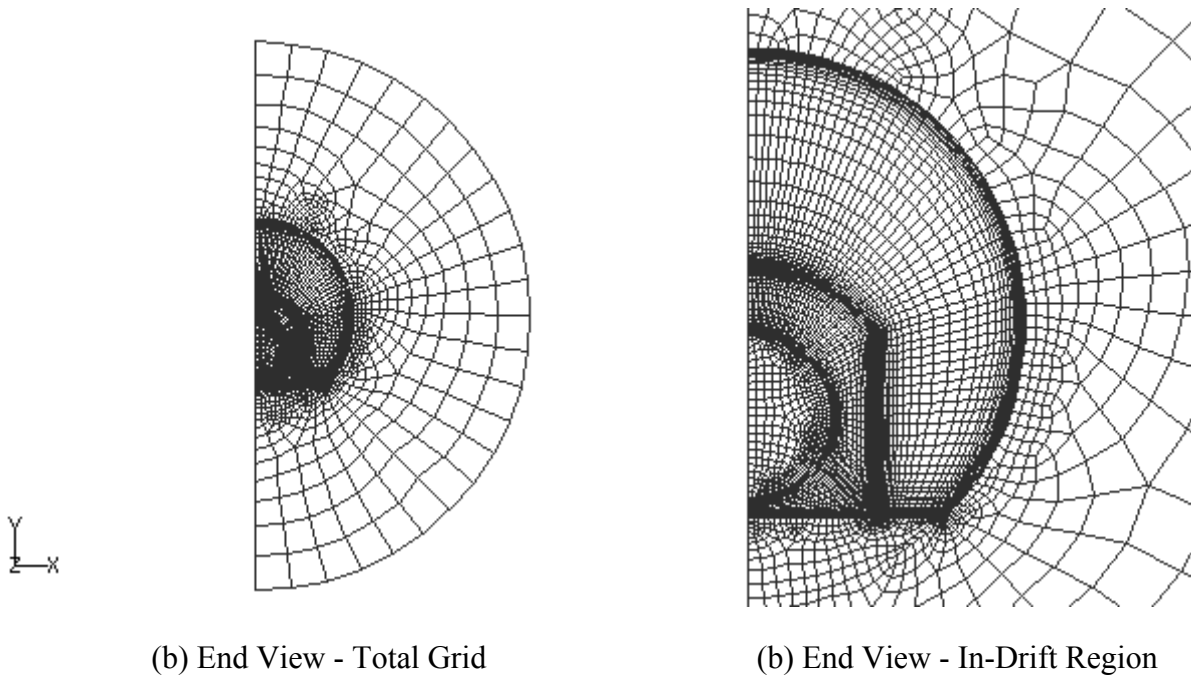 Y
Z X
(b) End View - Total Grid
(b) End View - In-Drift Region